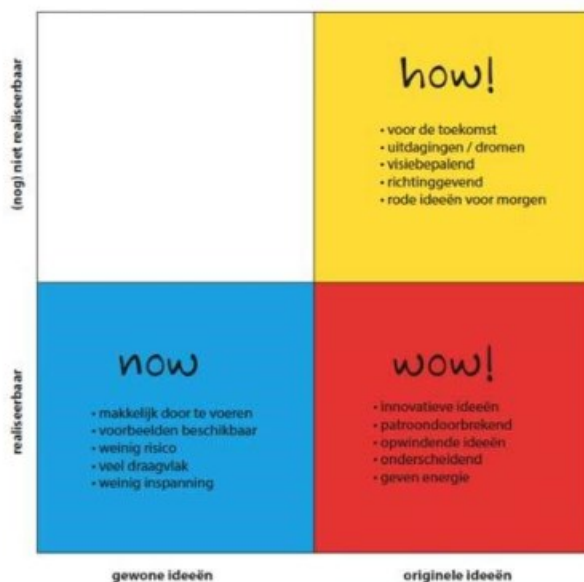 (nog) niet realiseerbaar
how!
• voor de toekomst
• uitdagingen / dromen
• visiebepalend
• richtinggevend
• rode ideeën voor morgen
realiseerbaar
now
• makkelijk door te voeren
• voorbeelden beschikbaar
• weinig risico
• veel draagvlak
• weinig inspanning
wow!
• innovatieve ideeën
• patroondoorbrekend
• opwindende ideeën
• onderscheidend
• geven energie
gewone ideeën
originele ideeën